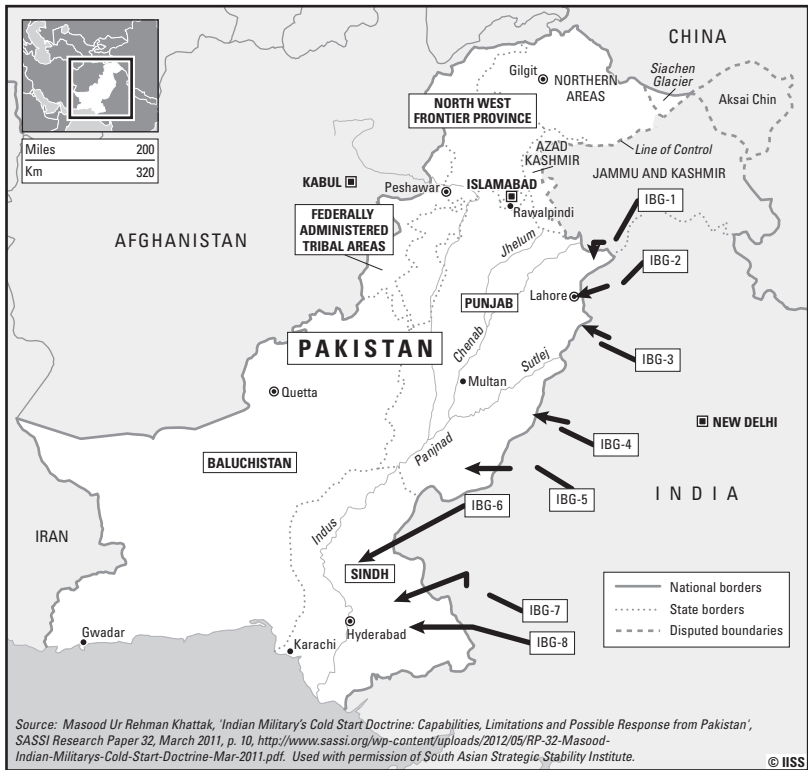 CHINA
Gilgit
NORTHERN
AREAS
Siachen
Glacier
Aksai Chin
NORTH WEST
FRONTIER PROVINCE
Miles 200
Km 320
AZAD
KASHMIR
Line of Control
JAMMU AND KASHMIR
KABUL
Peshawar
ISLAMABAD
Rawalpindi
IBG-1
FEDERALLY
ADMINISTERED
TRIBAL AREAS
AFGHANISTAN
Jhelum
IBG-2
Lahore
PUNJAB
PAKISTAN
Chenab
Sutlej
IBG-3
Multan
Quetta
NEW DELHI
IBG-4
Panjnad
BALUCHISTAN
IBG-5
INDIA
IBG-6
Indus
IRAN
SINDH
National borders
State borders
Disputed boundaries
IBG-7
Gwadar
Hyderabad
Karachi
IBG-8
Source: Masood Ur Rehman Khattak, 'Indian Military's Cold Start Doctrine: Capabilities, Limitations and Possible Response from Pakistan',
SASSI Research Paper 32, March 2011, p. 10, http://www.sassi.org/wp-content/uploads/2012/05/RP-32-Masood-
Indian-Militarys-Cold-Start-Doctrine-Mar-2011.pdf. Used with permission of South Asian Strategic Stability Institute.
© IISS